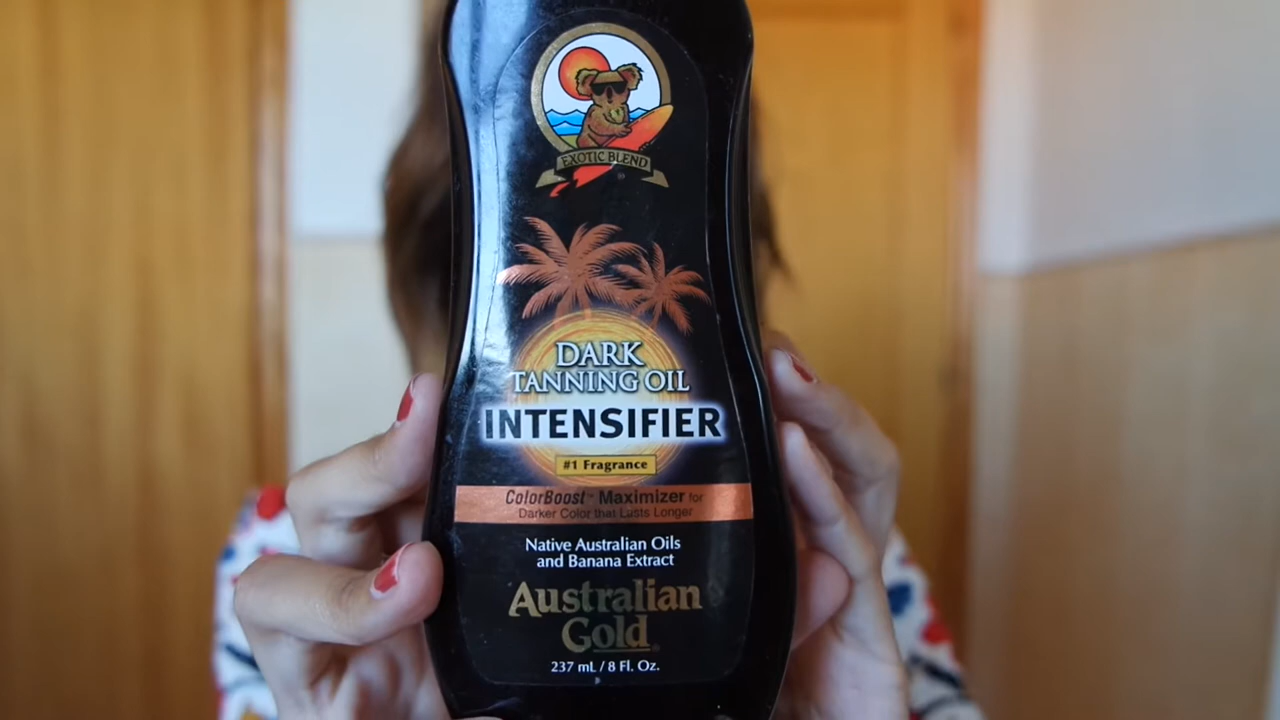 EXOTIC BLEND
DARK
TANNING OIL
INTENSIFIER
#1 Fragrance
ColorBoost™ Maximizer for
Darker Color that Lasts Longer
Native Australian Oils
and Banana Extract
Australian
Gold®
237 mL / 8 Fl. Oz.